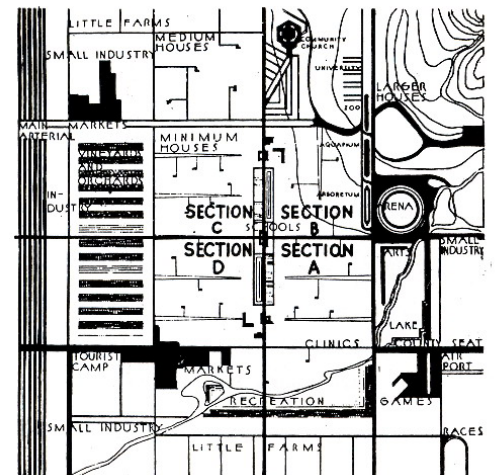 LITTLE FARMS
MEDIUM
HOUSES
COMMUNITY
CHURCH
SMALL INDUSTRY
UNIVERSITY
LARGER
HOUSES
ZOO
MAIN
ARTERIAL
MARKETS
MINIMUM
HOUSES
AQUARIUM
VINEYARDS
AND
ORCHARDS
IN-
DUSTRY
ARBORETUM
ARENA
SECTION
C
SECTION
B
SCHOOLS
SECTION
D
SECTION
A
ARTS
SMALL
INDUSTRY
LAKE
CLINICS
COUNTY SEAT
TOURIST
CAMP
MARKETS
AIR
PORT
RECREATION
GAMES
SMALL INDUSTRY
RACES
LITTLE FARMS